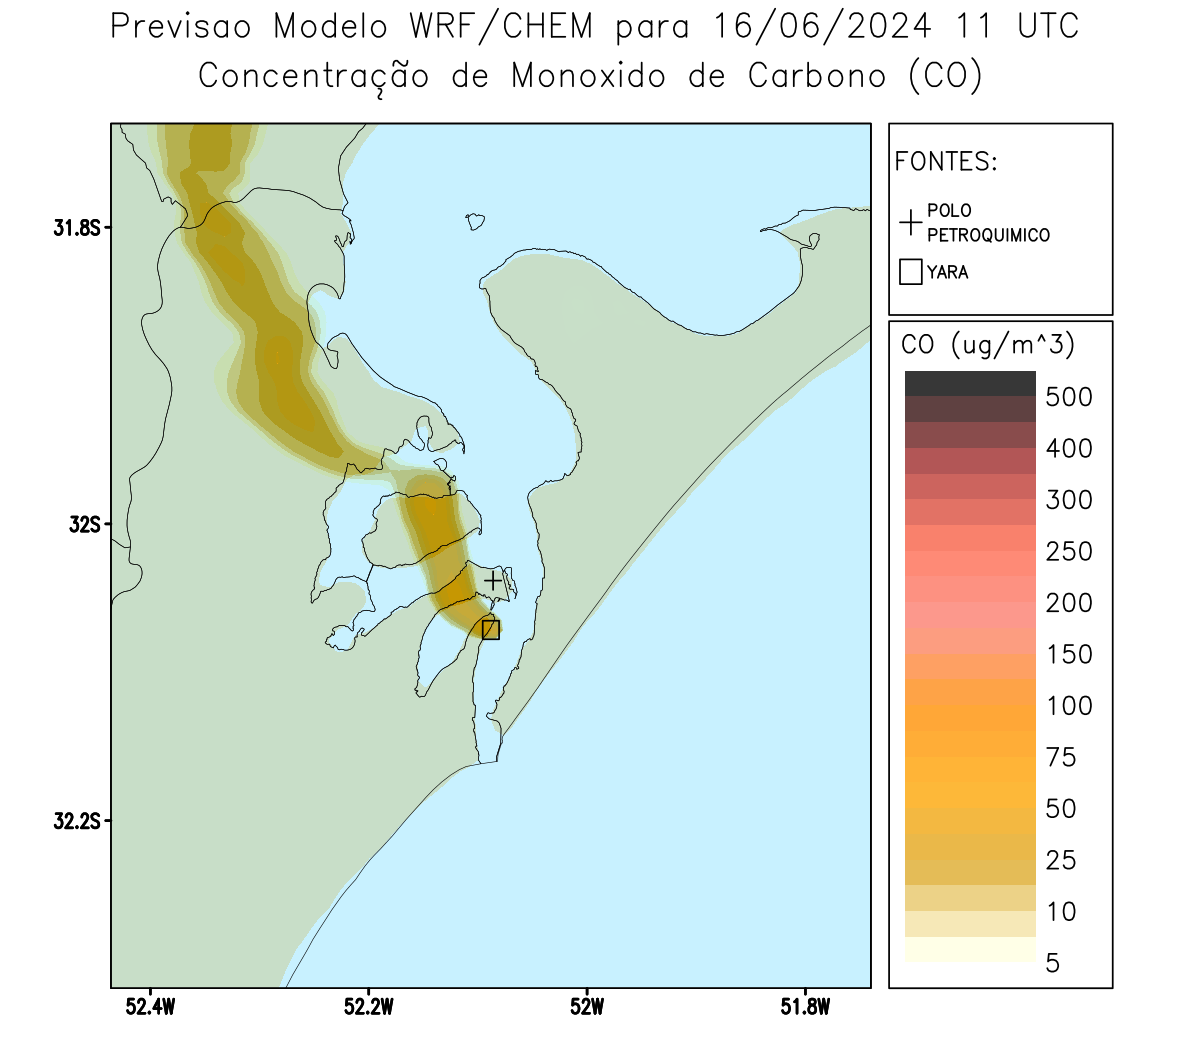 Previsao Modelo WRF/CHEM para 16/06/2024 11 UTC
Concentração de Monoxido de Carbono (CO)
FONTES:
POLO
PETROQUIMICO
YARA
CO (ug/m^3)
500
400
300
250
200
150
100
75
50
25
10
5
31.8S
32S
32.2S
52.4W
52.2W
52W
51.8W